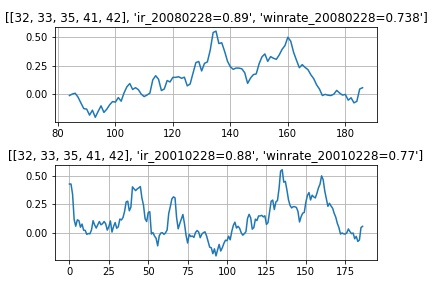 [[32, 33, 35, 41, 42], 'ir_20080228=0.89', 'winrate_20080228=0.738']
0.50
0.25
0.00
80 100 120 140 160 180
[[32, 33, 35, 41, 42], 'ir_20010228=0.88', 'winrate_20010228=0.77']
0.50
0.25
0.00
0 25 50 75 100 125 150 175